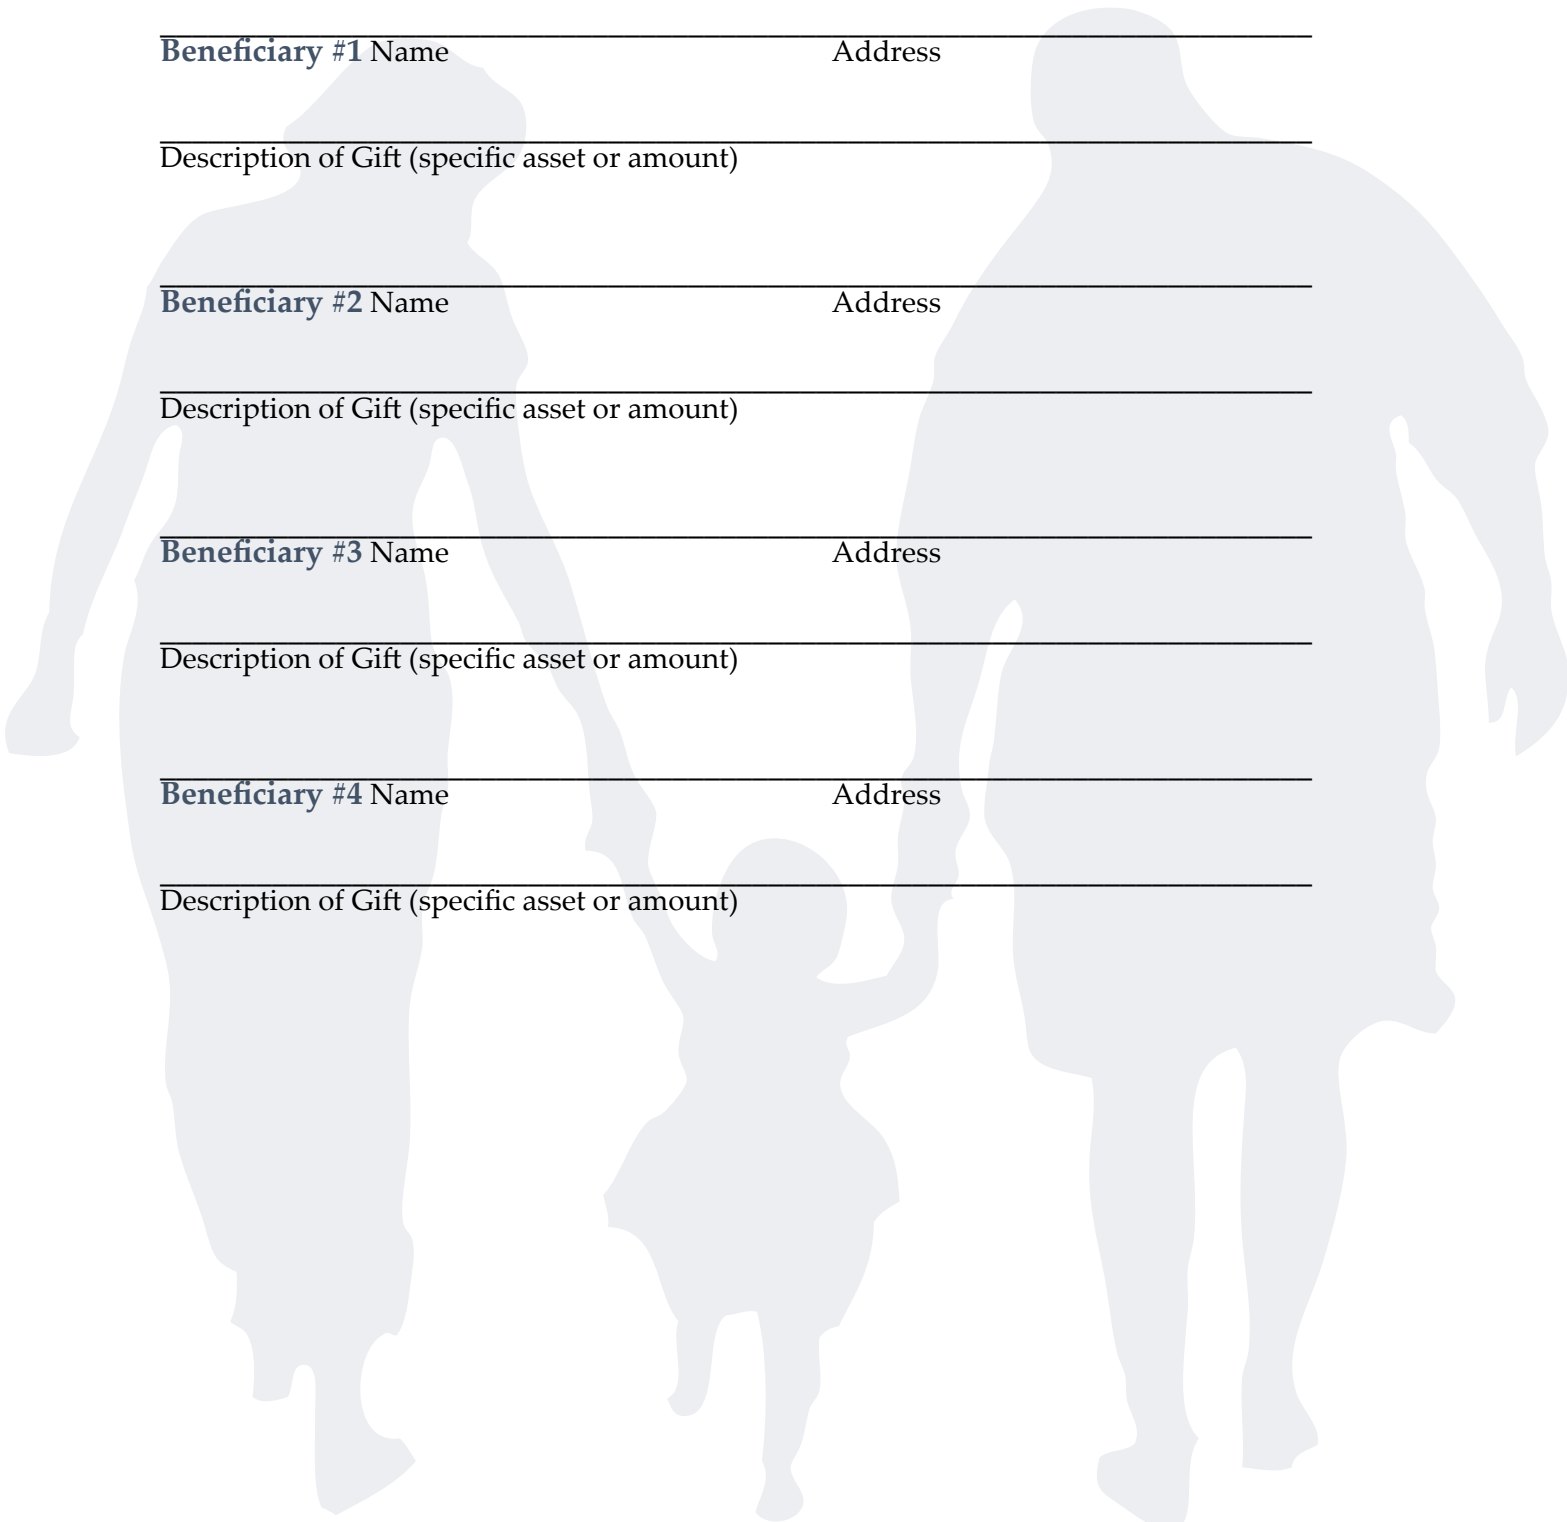 Beneficiary #1 Name Address
Description of Gift (specific asset or amount)
Beneficiary #2 Name Address
Description of Gift (specific asset or amount)
Beneficiary #3 Name Address
Description of Gift (specific asset or amount)
Beneficiary #4 Name Address
Description of Gift (specific asset or amount)